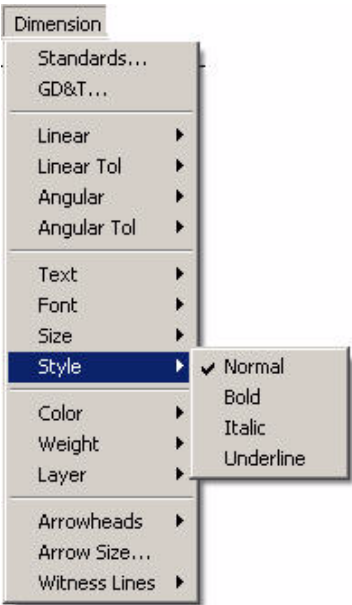 Dimension
Standards...
GD&T...
Linear
Linear Tol
Angular
Angular Tol
Text
Font
Size
Style
Normal
Bold
Italic
Underline
Color
Weight
Layer
Arrowheads
Arrow Size...
Witness Lines